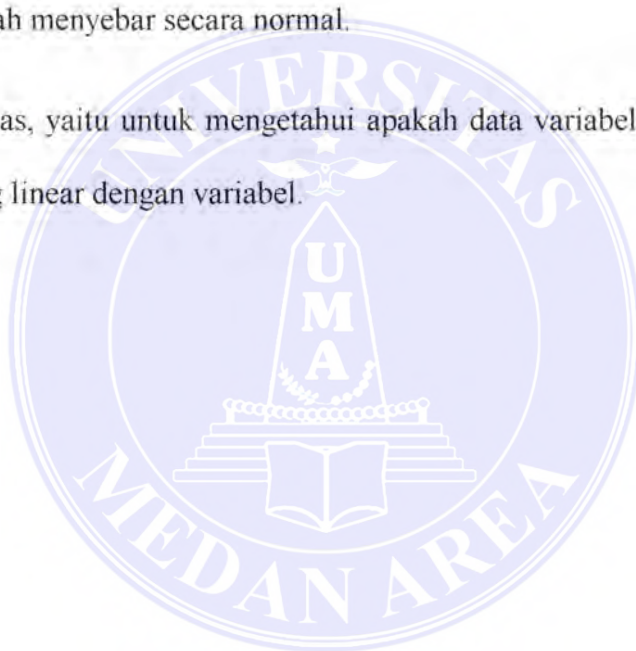 ah menyebar secara normal.
as, yaitu untuk mengetahui apakah data variabel
linear dengan variabel.
UNIVERSITAS
U
M
A
MEDAN AREA